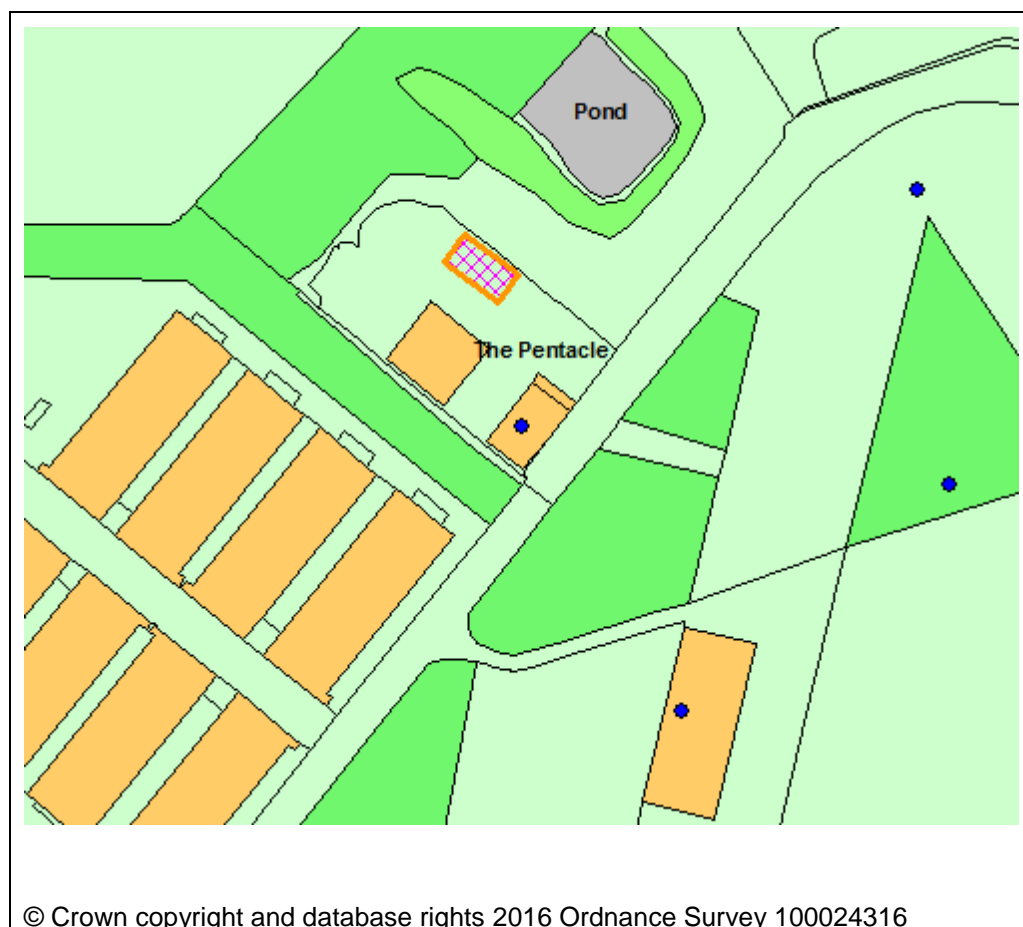 Pond
The Pentacle
© Crown copyright and database rights 2016 Ordnance Survey 100024316